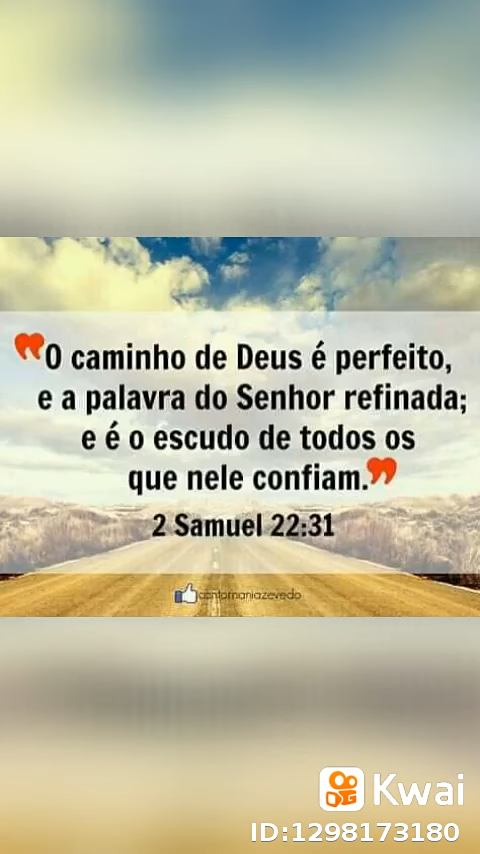 "O caminho de Deus é perfeito,
e a palavra do Senhor refinada;
e é o escudo de todos os
que nele confiam."
2 Samuel 22:31
cantornaniazevedo
Kwai
ID:1298173180